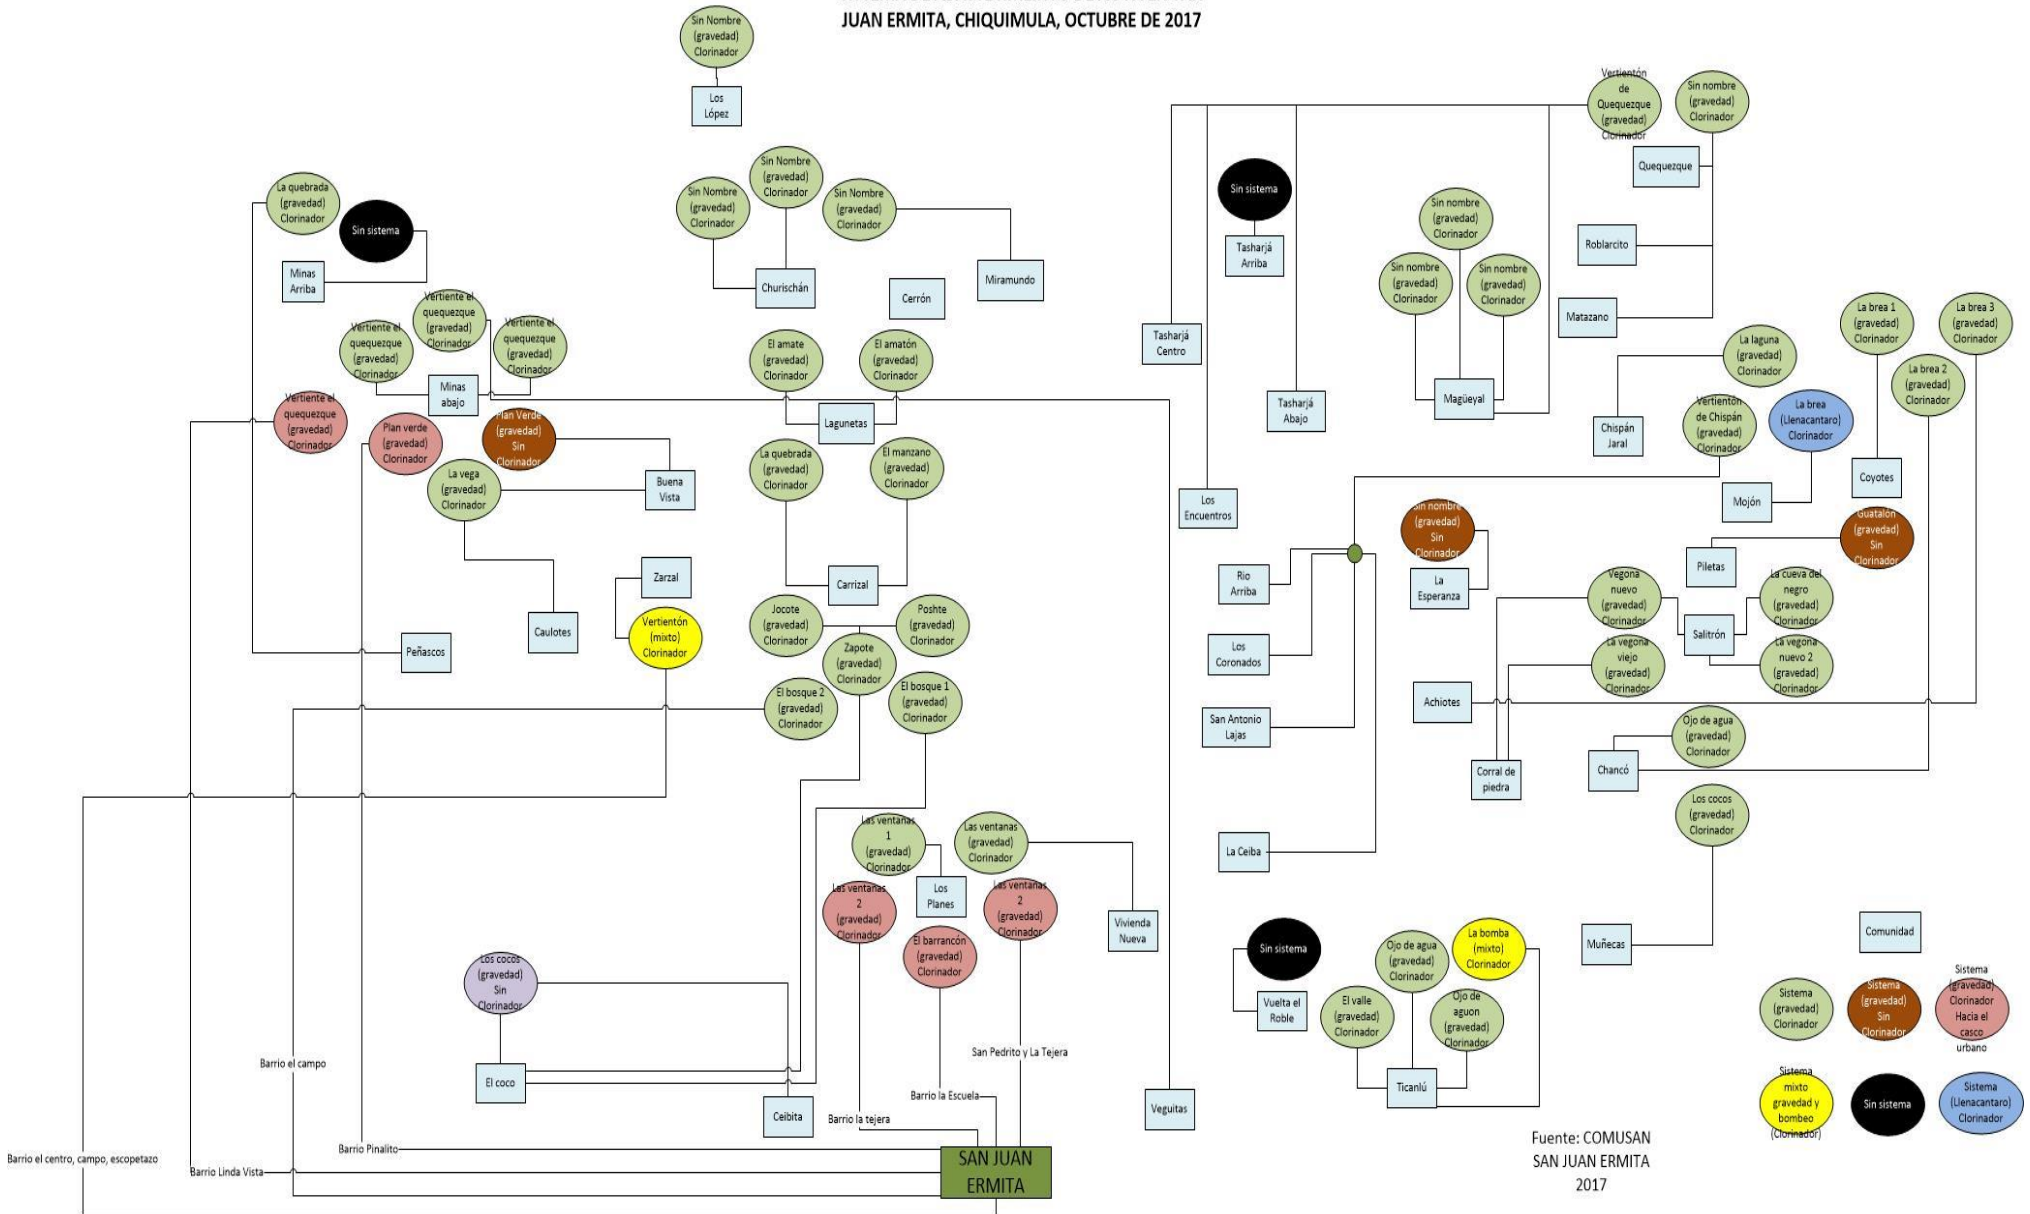 JUAN ERMITA, CHIQUIMULA, OCTUBRE DE 2017
Sin Nombre
(gravedad)
Clorinador
Los
López
La quebrada
(gravedad)
Clorinador
Sin sistema
Minas
Arriba
Sin Nombre
(gravedad)
Clorinador
Sin Nombre
(gravedad)
Clorinador
Sin Nombre
(gravedad)
Clorinador
Churischán
Cerrón
Miramundo
Vertiente el
quequezque
(gravedad)
Clorinador
Vertiente el
quequezque
(gravedad)
Clorinador
Vertiente el
quequezque
(gravedad)
Clorinador
Minas
abajo
El amate
(gravedad)
Clorinador
El amatón
(gravedad)
Clorinador
Lagunetas
Vertiente el
quequezque
(gravedad)
Clorinador
Plan verde
(gravedad)
Clorinador
Plan Verde
(gravedad)
Sin
Clorinador
La vega
(gravedad)
Clorinador
Buena
Vista
La quebrada
(gravedad)
Clorinador
El manzano
(gravedad)
Clorinador
Carrizal
Zarzal
Vertientón
(mixto)
Clorinador
Caulotes
Peñascos
Jocote
(gravedad)
Clorinador
Poshte
(gravedad)
Clorinador
Zapote
(gravedad)
Clorinador
El bosque 2
(gravedad)
Clorinador
El bosque 1
(gravedad)
Clorinador
Las ventanas
1
(gravedad)
Clorinador
Las ventanas
(gravedad)
Clorinador
Los
Planes
Las ventanas
2
(gravedad)
Clorinador
Las ventanas
2
(gravedad)
Clorinador
El barrancón
(gravedad)
Clorinador
Vivienda
Nueva
Los cocos
(gravedad)
Sin
Clorinador
El coco
Ceibita
Veguitas
Barrio el campo
San Pedrito y La Tejera
Barrio la Escuela
Barrio la tejera
Barrio Pinalito
Barrio el centro, campo, escopetazo
Barrio Linda Vista
SAN JUAN
ERMITA
Vertientón
de
Quequezque
(gravedad)
Clorinador
Sin nombre
(gravedad)
Clorinador
Quequezque
Roblarcito
Matazano
Sin sistema
Tasharjá
Arriba
Sin nombre
(gravedad)
Clorinador
Sin nombre
(gravedad)
Clorinador
Sin nombre
(gravedad)
Clorinador
Magüeyal
Tasharjá
Centro
Tasharjá
Abajo
Los
Encuentros
La laguna
(gravedad)
Clorinador
Chispán
Jaral
La brea 1
(gravedad)
Clorinador
La brea 3
(gravedad)
Clorinador
La brea 2
(gravedad)
Clorinador
Vertientón
de Chispán
(gravedad)
Clorinador
La brea
(Llenacantaro)
Clorinador
Coyotes
Mojón
Sin nombre
(gravedad)
Sin
Clorinador
La
Esperanza
Guatalón
(gravedad)
Sin
Clorinador
Piletas
Rio
Arriba
Los
Coronados
San Antonio
Lajas
La Ceiba
Vegona
nuevo
(gravedad)
Clorinador
La cueva del
negro
(gravedad)
Clorinador
Salitrón
La vegona
viejo
(gravedad)
Clorinador
La vegona
nuevo 2
(gravedad)
Clorinador
Achiotes
Corral de
piedra
Ojo de agua
(gravedad)
Clorinador
Chancó
Los cocos
(gravedad)
Clorinador
Muñecas
Sin sistema
Vuelta el
Roble
Ojo de agua
(gravedad)
Clorinador
La bomba
(mixto)
Clorinador
El valle
(gravedad)
Clorinador
Ojo de
aguon
(gravedad)
Clorinador
Ticanlú
Comunidad
Sistema
(gravedad)
Clorinador
Sistema
(gravedad)
Sin
Clorinador
Sistema
(gravedad)
Clorinador
Hacia el
casco
urbano
Sistema
mixto
gravedad y
bombeo
(Clorinador)
Sin sistema
Sistema
(Llenacantaro)
Clorinador
Fuente: COMUSAN
SAN JUAN ERMITA
2017